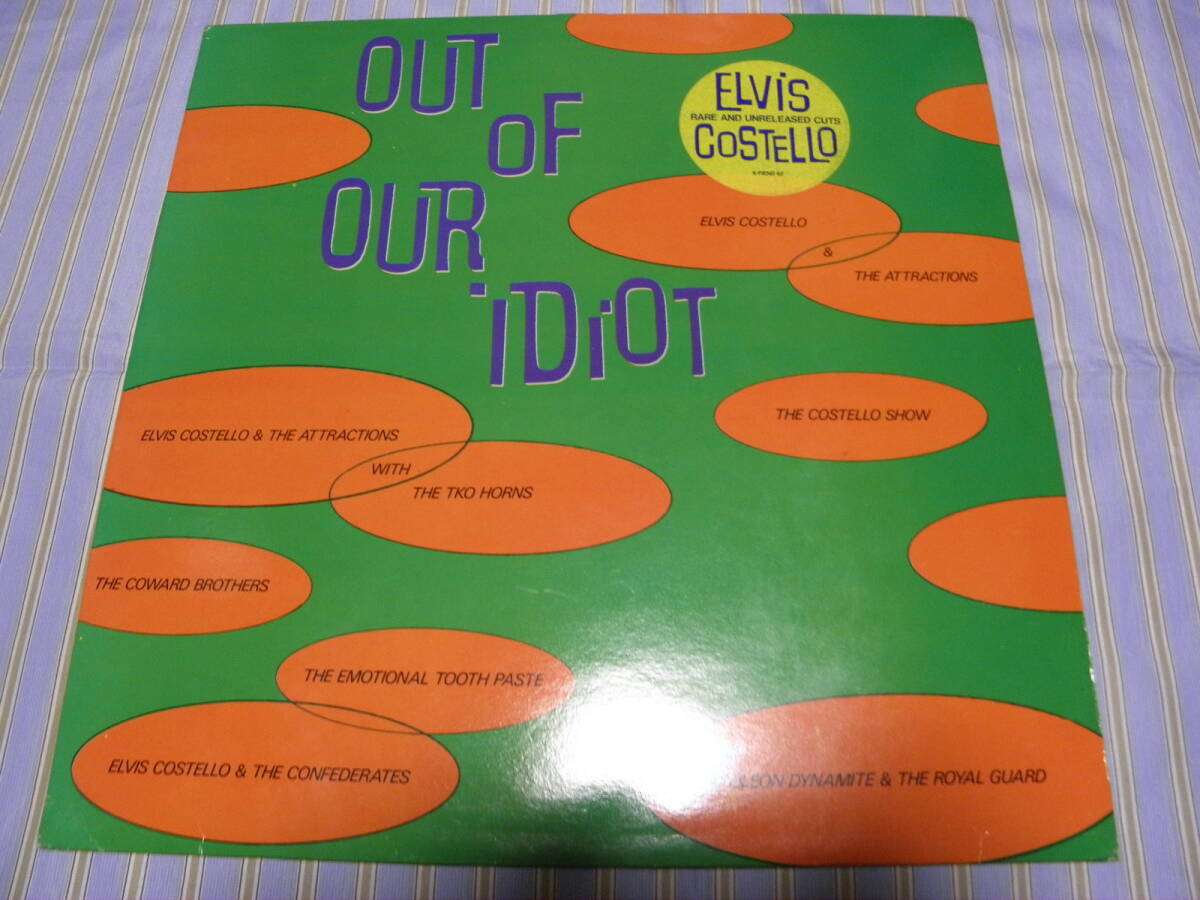 OUT
OF
OUR
iDiOT
ELViS
RARE AND UNRELEASED CUTS
COSTELLO
X FIEND 67
ELVIS COSTELLO
&
THE ATTRACTIONS
THE COSTELLO SHOW
ELVIS COSTELLO & THE ATTRACTIONS
WITH
THE TKO HORNS
THE COWARD BROTHERS
THE EMOTIONAL TOOTH PASTE
ELVIS COSTELLO & THE CONFEDERATES
DYNAMITE & THE ROYAL GUARD